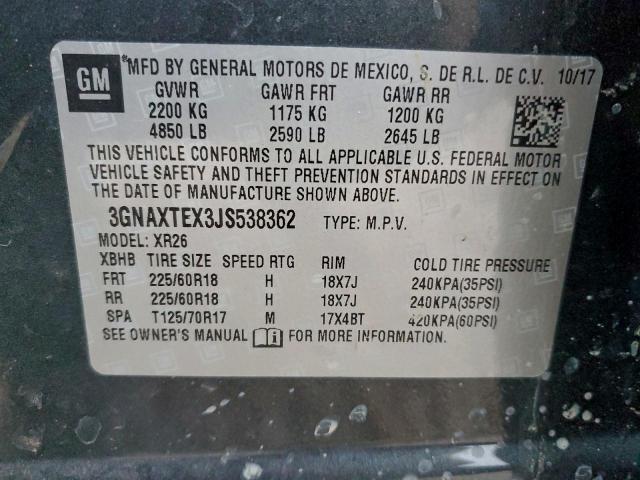 GM
*MFD BY GENERAL MOTORS DE MEXICO, S. DE R.L. DE C.V. 10/17
GVWR GAWR FRT GAWR RR
2200 KG 1175 KG 1200 KG
4850 LB 2590 LB 2645 LB
THIS VEHICLE CONFORMS TO ALL APPLICABLE U.S. FEDERAL MOTOR
VEHICLE SAFETY AND THEFT PREVENTION STANDARDS IN EFFECT ON
THE DATE OF MANUFACTURE SHOWN ABOVE.
3GNAXTEX3JS538362 TYPE: M.P.V.
MODEL: XR26
XBHB TIRE SIZE SPEED RTG RIM COLD TIRE PRESSURE
FRT 225/60R18 H 18X7J 240KPA(35PSI)
RR 225/60R18 H 18X7J 240KPA(35PSI)
SPA T125/70R17 M 17X4BT 420KPA(60PSI)
SEE OWNER'S MANUAL FOR MORE INFORMATION.